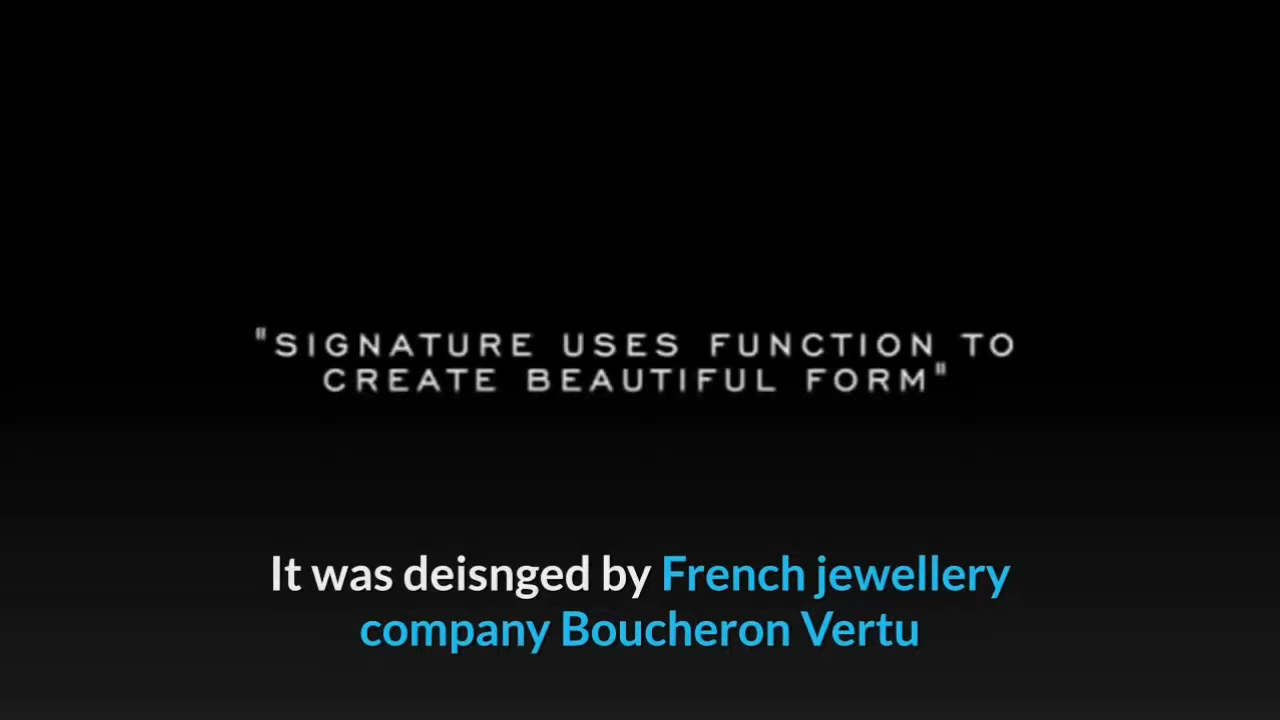 "SIGNATURE USES FUNCTION TO
CREATE BEAUTIFUL FORM"
It was deisnged by French jewellery
company Boucheron Vertu